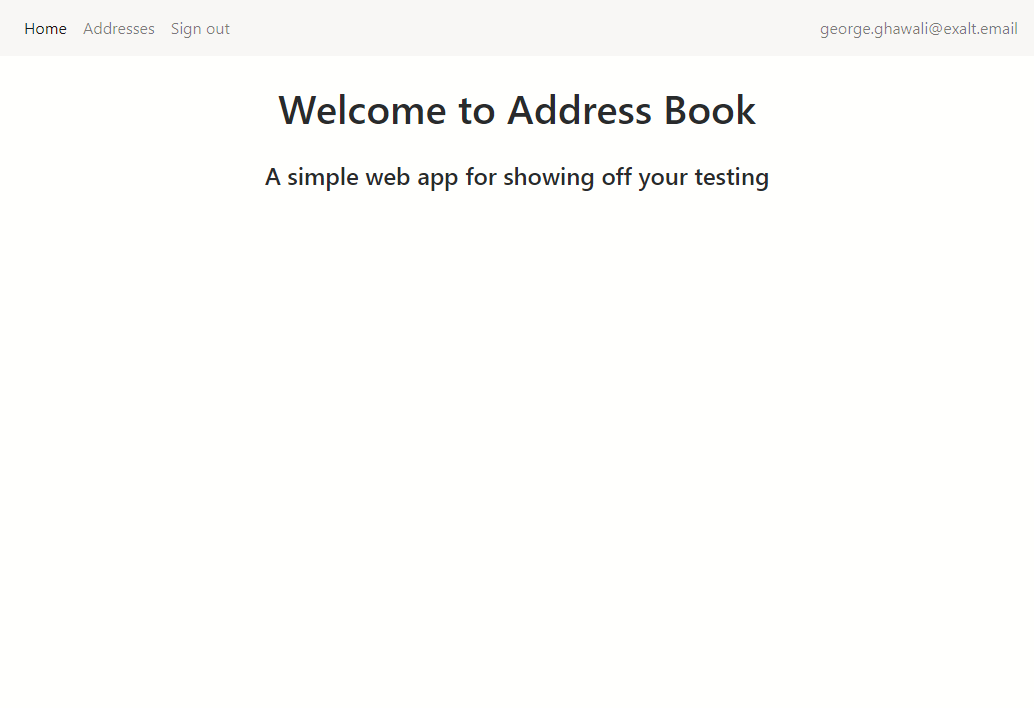 Home Addresses Sign out george.ghawali@exalt.email
Welcome to Address Book
A simple web app for showing off your testing